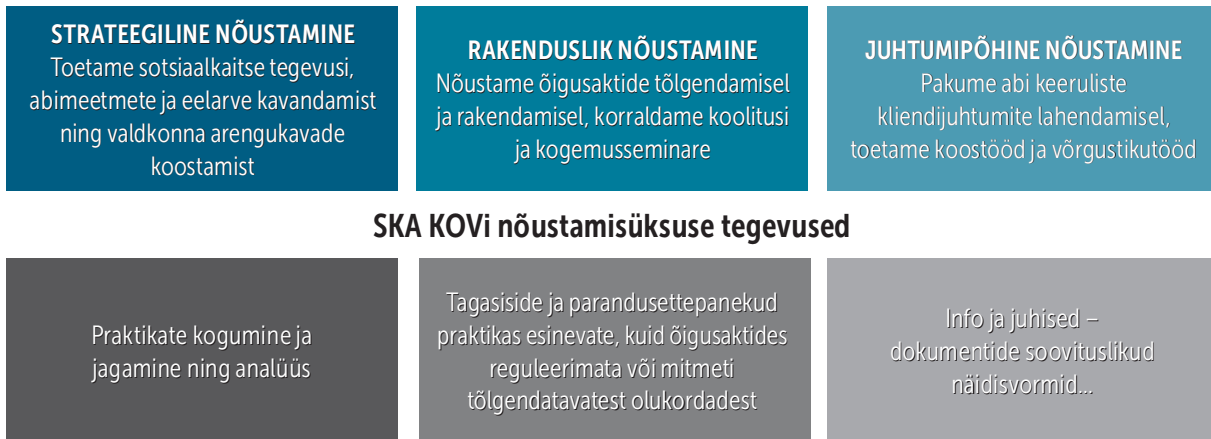 STRATEEGILINE NÕUSTAMINE
Toetame sotsiaalkaitse tegevusi,
abimeetmete ja eelarve kavandamist
ning valdkonna arengukavade
koostamist
RAKENDUSLIK NÕUSTAMINE
Nõustame õigusaktide tõlgendamisel
ja rakendamisel, korraldame koolitusi
ja kogemusseminare
JUHTUMIPÕHINE NÕUSTAMINE
Pakume abi keeruliste
kliendijuhtumite lahendamisel,
toetame koostööd ja võrgustikutööd
SKA KOVi nõustamisüksuse tegevused
Praktikate kogumine ja
jagamine ning analüüs
Tagasiside ja parandusettepanekud
praktikas esinevate, kuid õigusaktides
reguleerimata või mitmeti
tõlgendatavatest olukordadest
Info ja juhised –
dokumentide soovituslikud
näidisvormid...